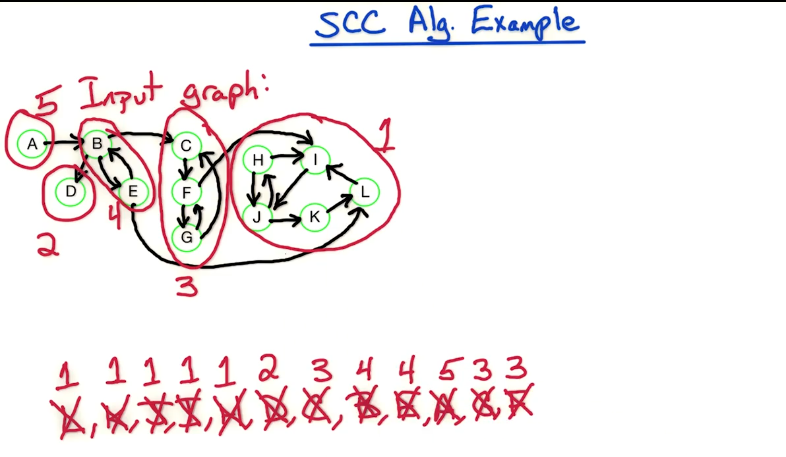 SCC Alg. Example
5 Input graph:
1
A B C H I
D E F L
4 J K
2 G
3
1 1 1 1 1 2 3 4 4 5 3 3
L, K, J, I, H, D, C, B, E, A, G, F